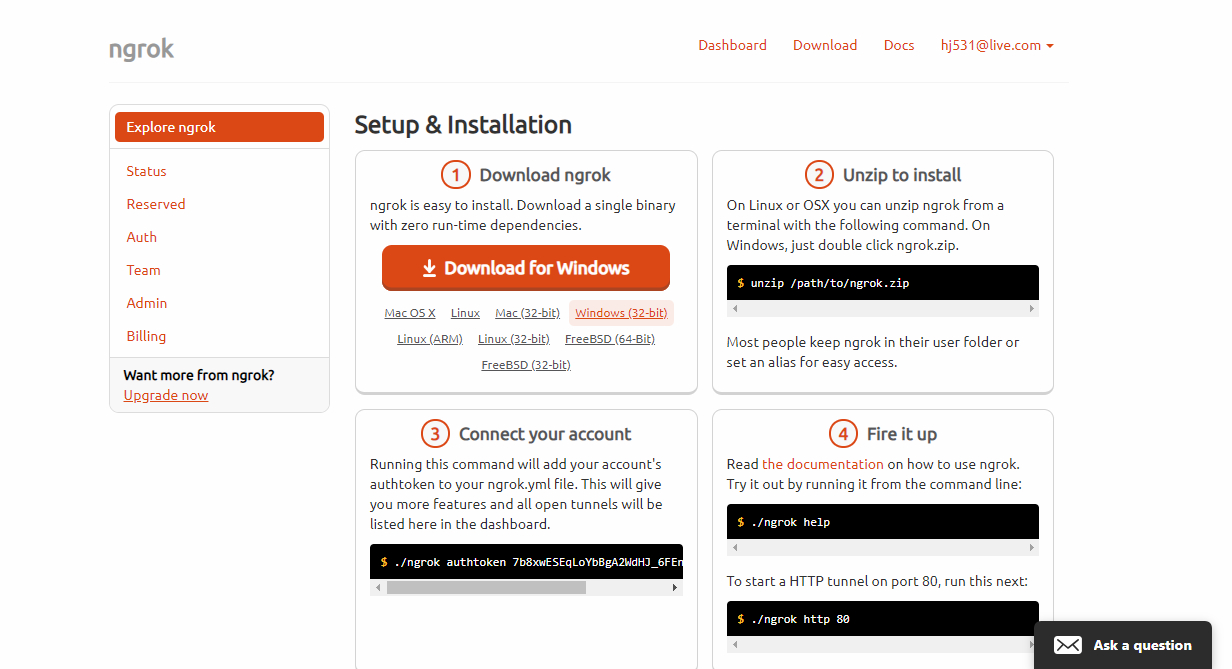 ngrok
Dashboard Download Docs hj531@live.com
Explore ngrok
Status
Reserved
Auth
Team
Admin
Billing
Want more from ngrok?
Upgrade now
Setup & Installation
1 Download ngrok
ngrok is easy to install. Download a single binary
with zero run-time dependencies.
Download for Windows
Mac OS X Linux Mac (32-bit) Windows (32-bit)
Linux (ARM) Linux (32-bit) FreeBSD (64-Bit)
FreeBSD (32-bit)
2 Unzip to install
On Linux or OSX you can unzip ngrok from a
terminal with the following command. On
Windows, just double click ngrok.zip.
$ unzip /path/to/ngrok.zip
Most people keep ngrok in their user folder or
set an alias for easy access.
3 Connect your account
Running this command will add your account's
authtoken to your ngrok.yml file. This will give
you more features and all open tunnels will be
listed here in the dashboard.
$ ./ngrok authtoken 7b8xwESEqLoYbBgA2WdHJ_6FEn
4 Fire it up
Read the documentation on how to use ngrok.
Try it out by running it from the command line:
$ ./ngrok help
To start a HTTP tunnel on port 80, run this next:
$ ./ngrok http 80
Ask a question